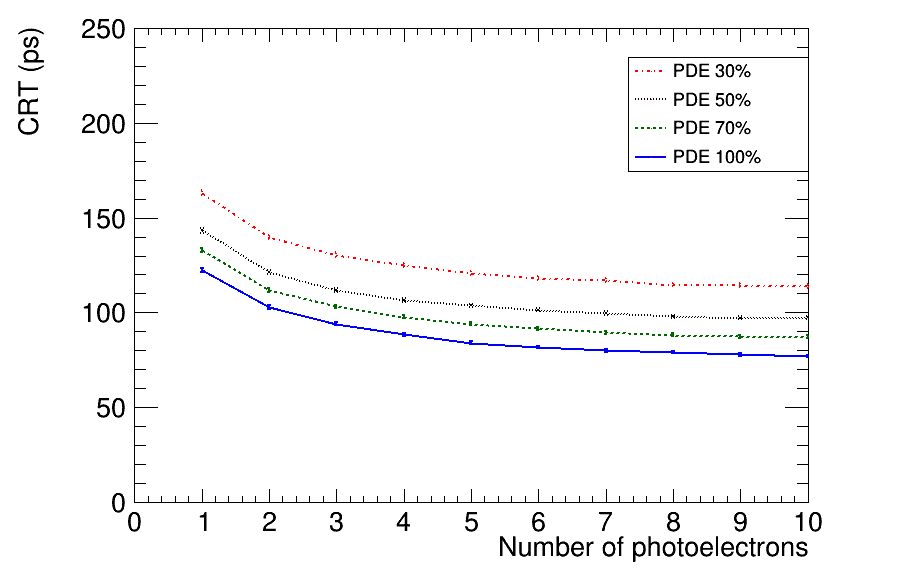 CRT (ps)
250
200
150
100
50
0
PDE 30%
PDE 50%
PDE 70%
PDE 100%
0 1 2 3 4 5 6 7 8 9 10
Number of photoelectrons